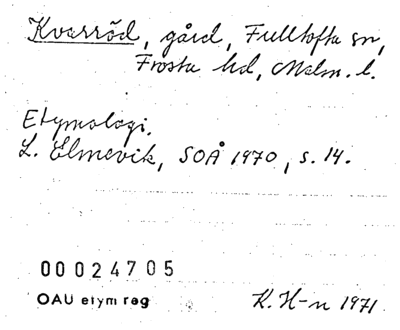 Kvarröd, gård, Fulltofta sn,
Frosta hd, Malm. l.
Etymologi.
L. Elmevik, SOÅ 1970, s. 14.
00024705
OAU etym reg
K. H-n 1971